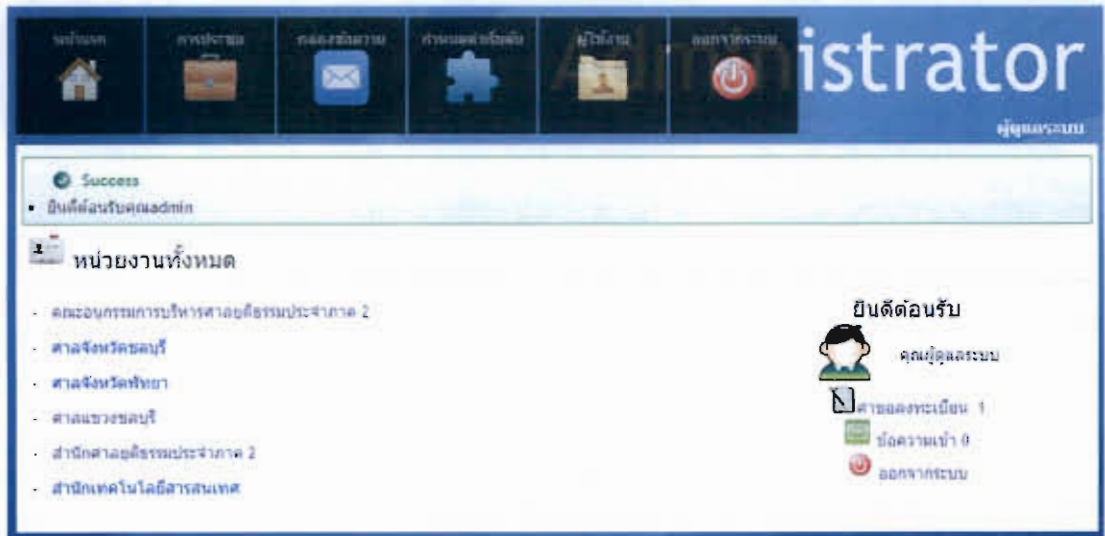 หน้าแรก การประชุม กล่องข้อความ กำหนดค่าเริ่มต้น ผู้ใช้งาน ออกจากระบบ
Administrator
ผู้ดูแลระบบ
Success
ยินดีต้อนรับคุณadmin
หน่วยงานทั้งหมด
- คณะอนุกรรมการบริหารศาลยุติธรรมประจำภาค 2
- ศาลจังหวัดชลบุรี
- ศาลจังหวัดพัทยา
- ศาลแขวงชลบุรี
- สำนักศาลยุติธรรมประจำภาค 2
- สำนักเทคโนโลยีสารสนเทศ
ยินดีต้อนรับ
คุณผู้ดูแลระบบ
คำขอลงทะเบียน 1
ข้อความเข้า 0
ออกจากระบบ